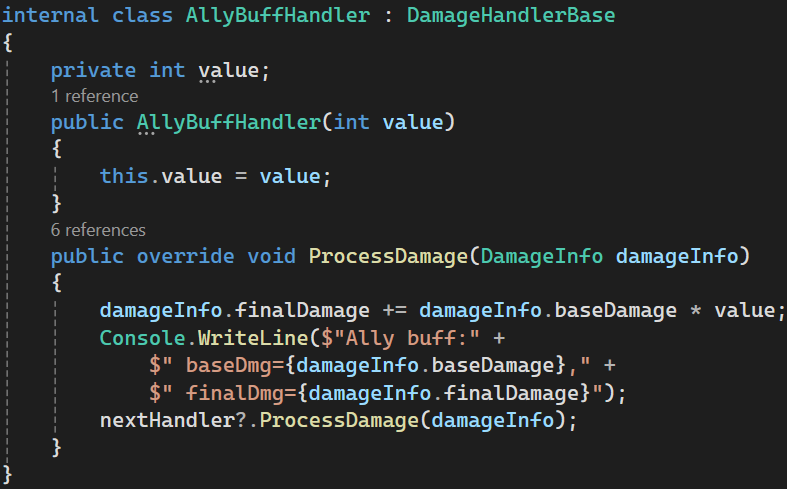 internal class AllyBuffHandler : DamageHandlerBase
{
private int value;
1 reference
public AllyBuffHandler(int value)
{
this.value = value;
}
6 references
public override void ProcessDamage(DamageInfo damageInfo)
{
damageInfo.finalDamage += damageInfo.baseDamage * value;
Console.WriteLine($"Ally buff:" +
$" baseDmg={damageInfo.baseDamage}," +
$" finalDmg={damageInfo.finalDamage}");
nextHandler?.ProcessDamage(damageInfo);
}
}